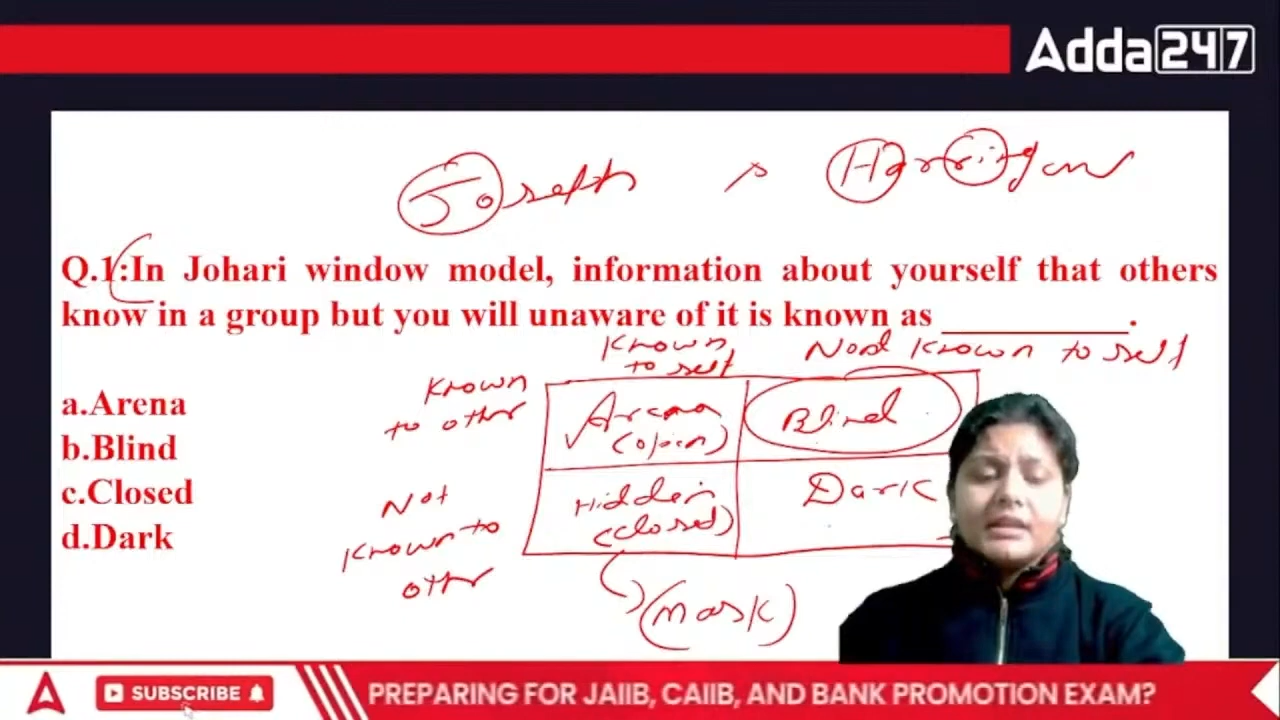 Adda247
Joseph > Harrington
Q.1:In Johari window model, information about yourself that others
know in a group but you will unaware of it is known as ___________.
a.Arena
b.Blind
c.Closed
d.Dark
Known
to self
Known to self
Known
to other
Arena
(open)
Blind
Not
Known to
other
Hidden
(closed)
Dark
(mask)
SUBSCRIBE
PREPARING FOR JAIIB, CAIIB, AND BANK PROMOTION EXAM?